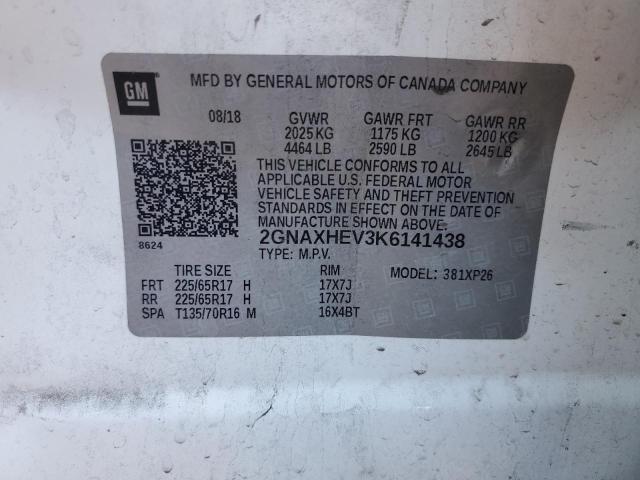 GM
MFD BY GENERAL MOTORS OF CANADA COMPANY
08/18 GVWR GAWR FRT GAWR RR
2025 KG 1175 KG 1200 KG
4464 LB 2590 LB 2645 LB
THIS VEHICLE CONFORMS TO ALL
APPLICABLE U.S. FEDERAL MOTOR
VEHICLE SAFETY AND THEFT PREVENTION
STANDARDS IN EFFECT ON THE DATE OF
MANUFACTURE SHOWN ABOVE.
8624 2GNAXHEV3K6141438
TYPE: M.P.V.
TIRE SIZE RIM MODEL: 381XP26
FRT 225/65R17 H 17X7J
RR 225/65R17 H 17X7J
SPA T135/70R16 M 16X4BT